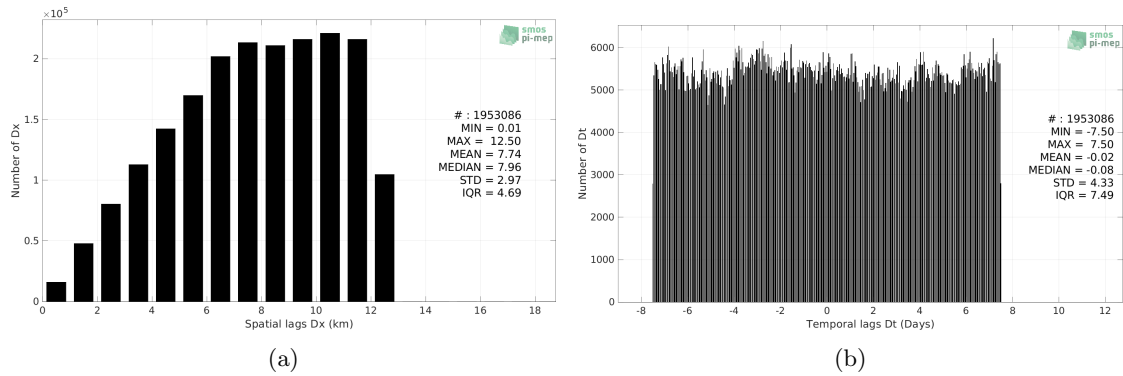 ×10⁵
2
1.5
1
0.5
0
Number of Dx
0 2 4 6 8 10 12 14 16 18
Spatial lags Dx (km)
smos
pi-mep
# : 1953086
MIN = 0.01
MAX = 12.50
MEAN = 7.74
MEDIAN = 7.96
STD = 2.97
IQR = 4.69
(a)
6000
5000
4000
3000
2000
1000
0
Number of Dt
-8 -6 -4 -2 0 2 4 6 8 10 12
Temporal lags Dt (Days)
smos
pi-mep
# : 1953086
MIN = -7.50
MAX = 7.50
MEAN = -0.02
MEDIAN = -0.08
STD = 4.33
IQR = 7.49
(b)